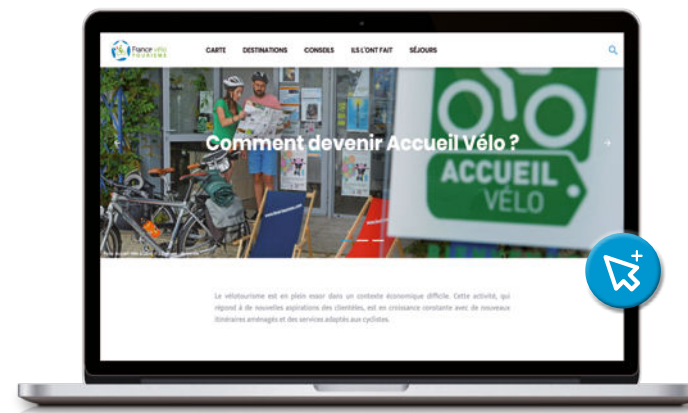 France vélo
TOURISME
CARTE DESTINATIONS CONSEILS ILS L'ONT FAIT SÉJOURS
Comment devenir Accueil Vélo ?
ACCUEIL
VÉLO
Le vélotourisme est en plein essor dans un contexte économique difficile. Cette activité, qui
répond à de nouvelles aspirations des clientèles, est en croissance constante avec de nouveaux
itinéraires aménagés et des services adaptés aux cyclistes.